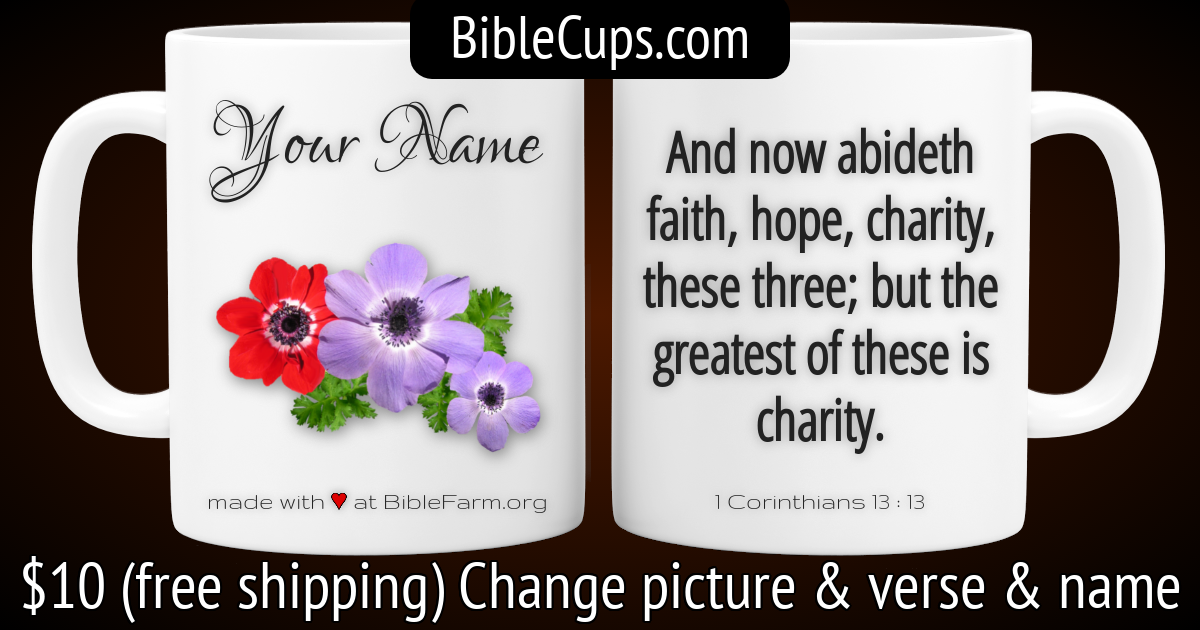 BibleCups.com
Your Name
made with ♥ at BibleFarm.org
And now abideth
faith, hope, charity,
these three; but the
greatest of these is
charity.
1 Corinthians 13 : 13
$10 (free shipping) Change picture & verse & name